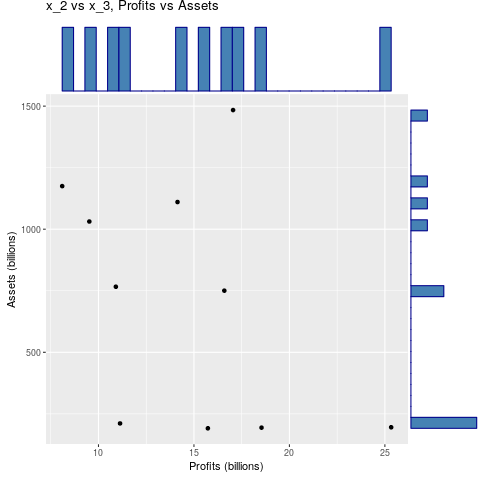 x_2 vs x_3, Profits vs Assets
1500
1000
500
Assets (billions)
10 15 20 25
Profits (billions)